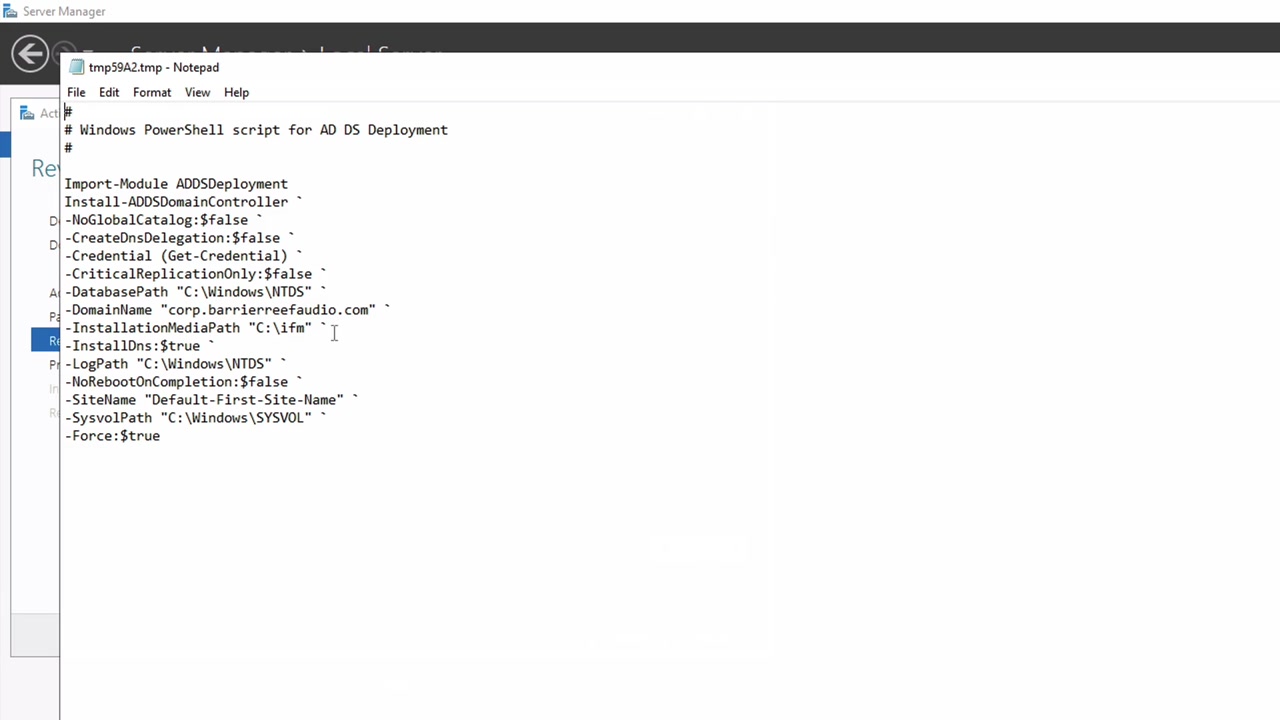 Server Manager
tmp59A2.tmp - Notepad
File Edit Format View Help
#
# Windows PowerShell script for AD DS Deployment
#
Import-Module ADDSDeployment
Install-ADDSDomainController `
-NoGlobalCatalog:$false `
-CreateDnsDelegation:$false `
-Credential (Get-Credential) `
-CriticalReplicationOnly:$false `
-DatabasePath "C:\Windows\NTDS" `
-DomainName "corp.barrierreefaudio.com" `
-InstallationMediaPath "C:\ifm" `
-InstallDns:$true `
-LogPath "C:\Windows\NTDS" `
-NoRebootOnCompletion:$false `
-SiteName "Default-First-Site-Name" `
-SysvolPath "C:\Windows\SYSVOL" `
-Force:$true